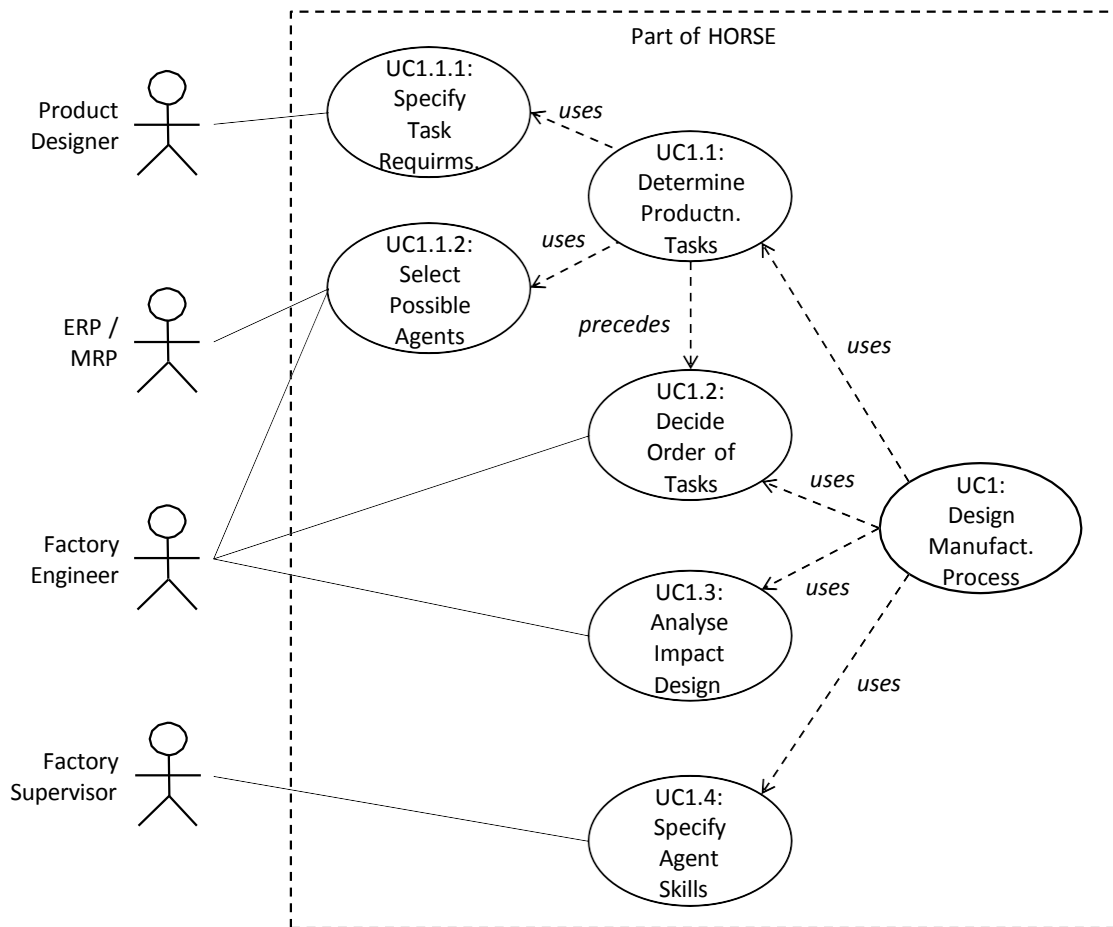 Part of HORSE
Product
Designer
UC1.1.1:
Specify
Task
Requirms.
uses
UC1.1:
Determine
Productn.
Tasks
UC1.1.2:
Select
Possible
Agents
uses
ERP /
MRP
precedes
uses
UC1.2:
Decide
Order of
Tasks
uses
UC1:
Design
Manufact.
Process
Factory
Engineer
UC1.3:
Analyse
Impact
Design
uses
uses
Factory
Supervisor
UC1.4:
Specify
Agent
Skills